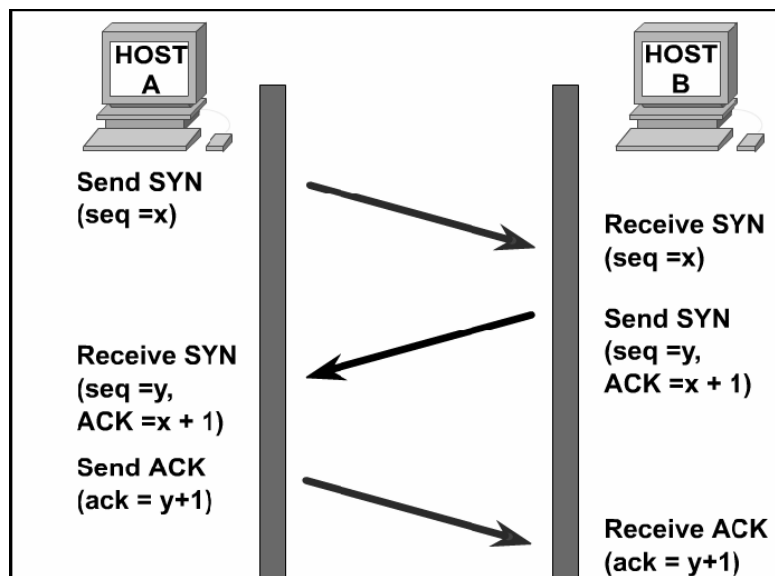 HOST
A
HOST
B
Send SYN
(seq =x)
Receive SYN
(seq =x)
Send SYN
(seq =y,
ACK =x + 1)
Receive SYN
(seq =y,
ACK =x + 1)
Send ACK
(ack = y+1)
Receive ACK
(ack = y+1)